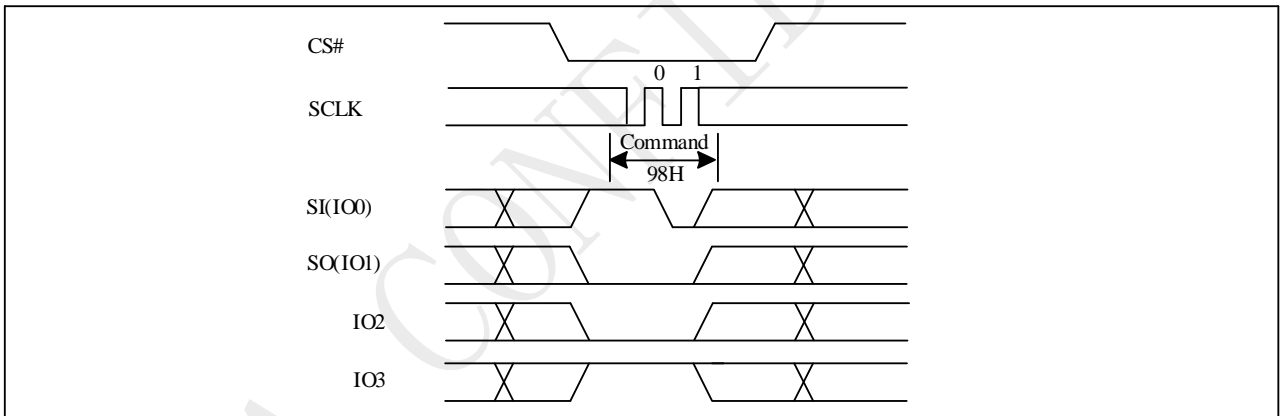 CS#
0 1
SCLK
Command
98H
SI(IO0)
SO(IO1)
IO2
IO3